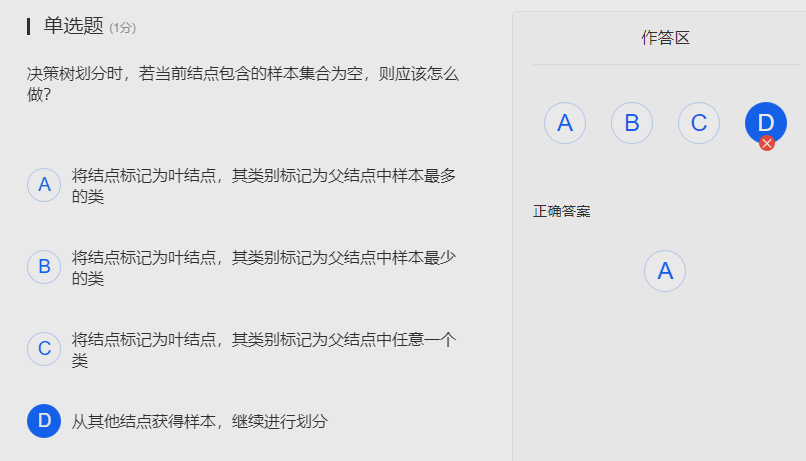 单选题 (1分)
决策树划分时，若当前结点包含的样本集合为空，则应该怎么
做？
A 将结点标记为叶结点，其类别标记为父结点中样本最多
的类
B 将结点标记为叶结点，其类别标记为父结点中样本最少
的类
C 将结点标记为叶结点，其类别标记为父结点中任意一个
类
D 从其他结点获得样本，继续进行划分
作答区
A B C D
正确答案
A